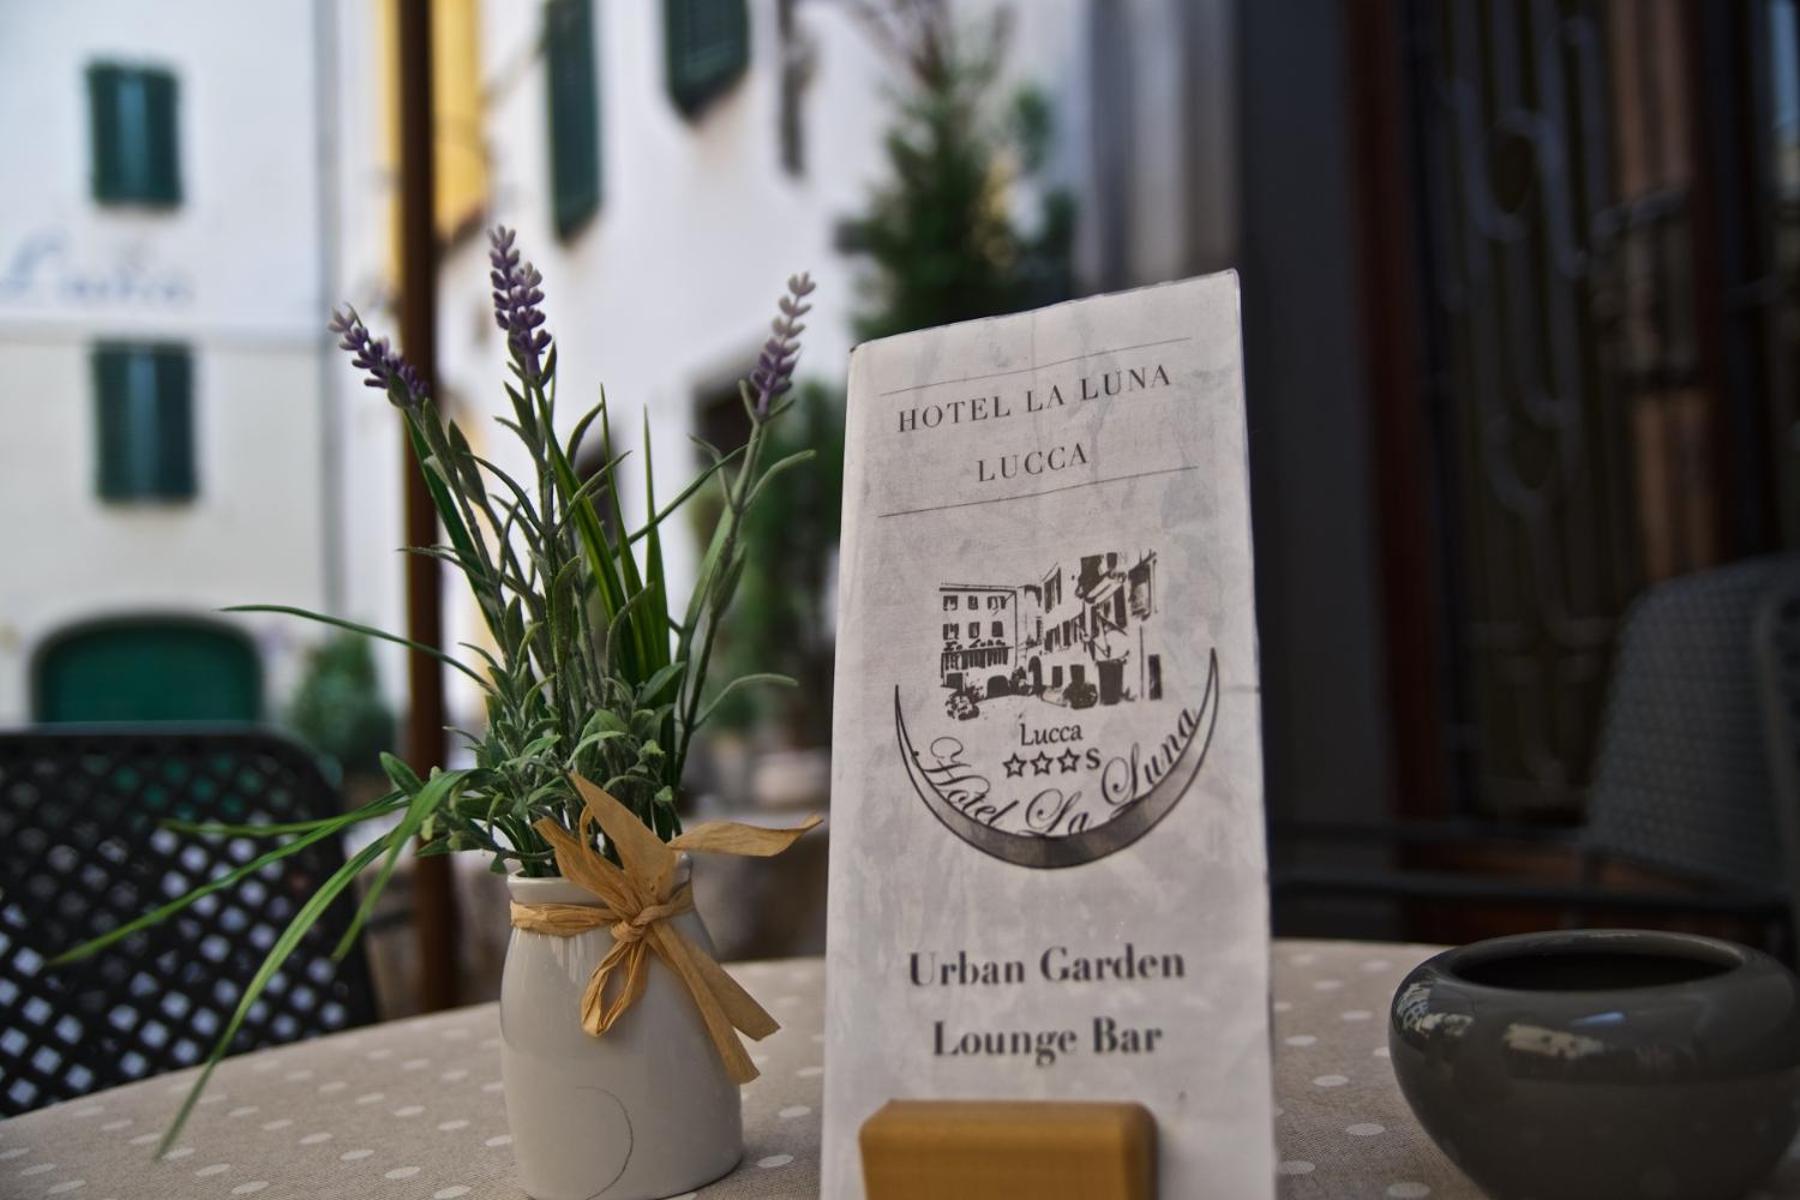 HOTEL LA LUNA
LUCCA
Lucca
S
Hotel La Luna
Urban Garden
Lounge Bar